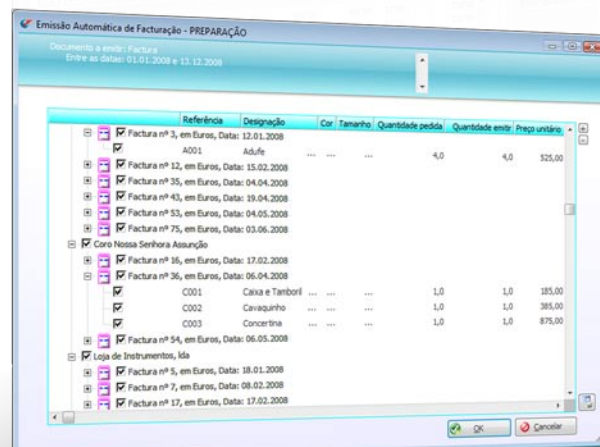 Emissão Automática de Facturação - PREPARAÇÃO
Documento a emitir: Factura
Entre as datas: 01.01.2008 e 13.12.2008
Referência Designação Cor Tamanho Quantidade pedida Quantidade emitir Preço unitário
Factura nº 3, em Euros, Data: 12.01.2008
A001 Adufe ... ... ... 4,0 4,0 525,00
Factura nº 12, em Euros, Data: 15.02.2008
Factura nº 35, em Euros, Data: 04.04.2008
Factura nº 43, em Euros, Data: 19.04.2008
Factura nº 53, em Euros, Data: 04.05.2008
Factura nº 75, em Euros, Data: 03.06.2008
Coro Nossa Senhora Assunção
Factura nº 16, em Euros, Data: 17.02.2008
Factura nº 36, em Euros, Data: 06.04.2008
C001 Caixa e Tamboril ... ... ... 1,0 1,0 185,00
C002 Cavaquinho ... ... ... 1,0 1,0 385,00
C003 Concertina ... ... ... 1,0 1,0 875,00
Factura nº 54, em Euros, Data: 06.05.2008
Loja de Instrumentos, lda
Factura nº 5, em Euros, Data: 18.01.2008
Factura nº 7, em Euros, Data: 08.02.2008
Factura nº 17, em Euros, Data: 17.02.2008
OK Cancelar